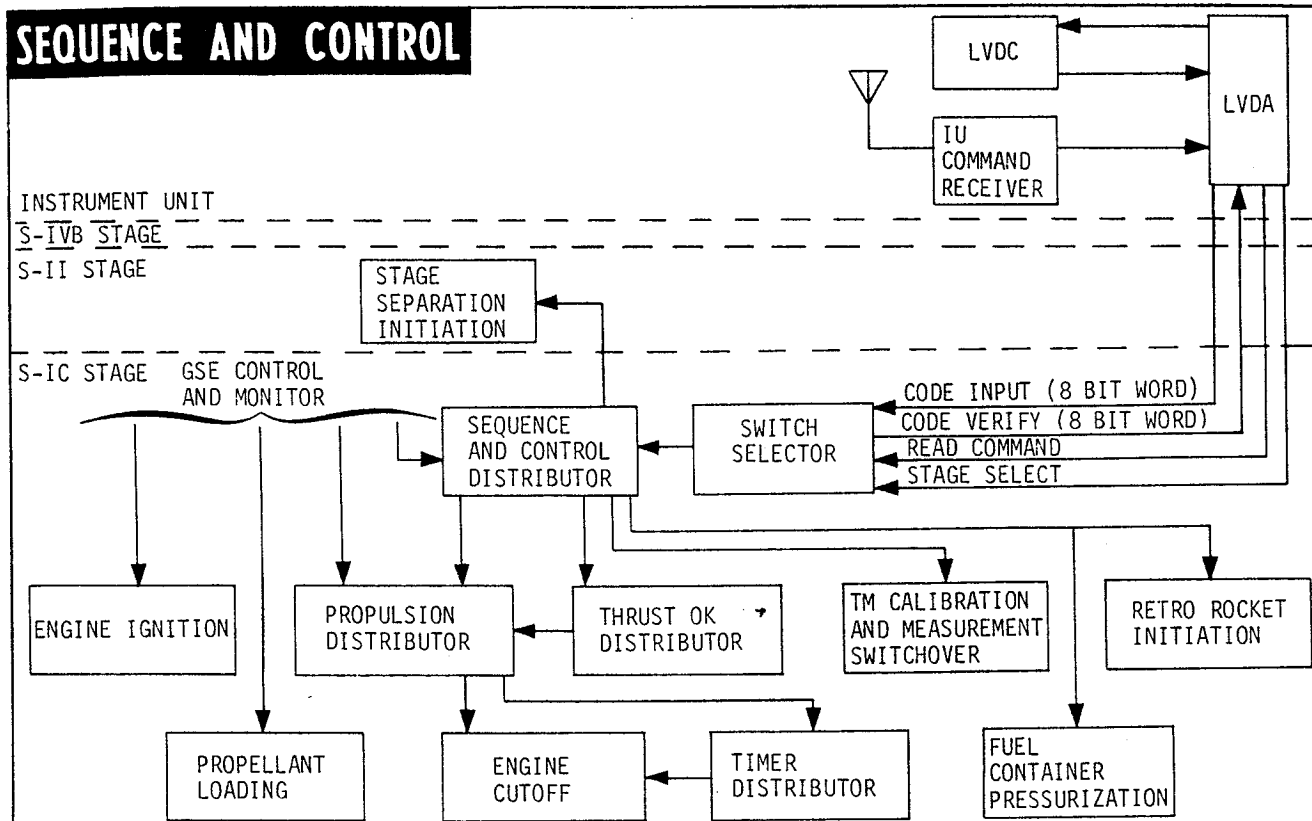 SEQUENCE AND CONTROL
LVDC
LVDA
IU
COMMAND
RECEIVER
INSTRUMENT UNIT
S-IVB STAGE
S-II STAGE
STAGE
SEPARATION
INITIATION
S-IC STAGE
GSE CONTROL
AND MONITOR
SEQUENCE
AND CONTROL
DISTRIBUTOR
SWITCH
SELECTOR
CODE INPUT (8 BIT WORD)
CODE VERIFY (8 BIT WORD)
READ COMMAND
STAGE SELECT
ENGINE IGNITION
PROPULSION
DISTRIBUTOR
THRUST OK
DISTRIBUTOR
TM CALIBRATION
AND MEASUREMENT
SWITCHOVER
RETRO ROCKET
INITIATION
PROPELLANT
LOADING
ENGINE
CUTOFF
TIMER
DISTRIBUTOR
FUEL
CONTAINER
PRESSURIZATION